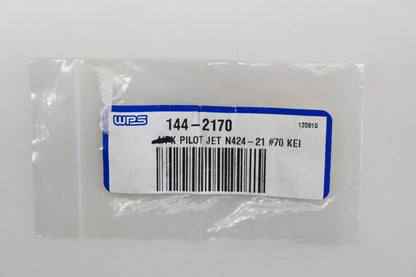 WPS 144-2170 120810
K PILOT JET N424-21 #70 KEI